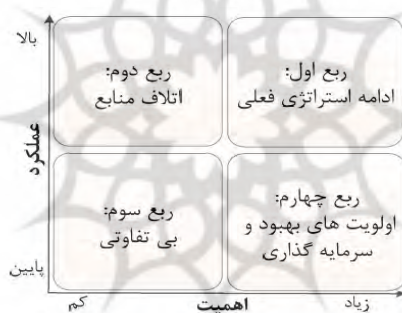 بالا
ربع اول:
ادامه استراتژی فعلی
ربع دوم:
اتلاف منابع
عملکرد
ربع چهارم:
اولویت های بهبود و
سرمایه گذاری
ربع سوم:
بی تفاوتی
پایین
زیاد
اهمیت
کم